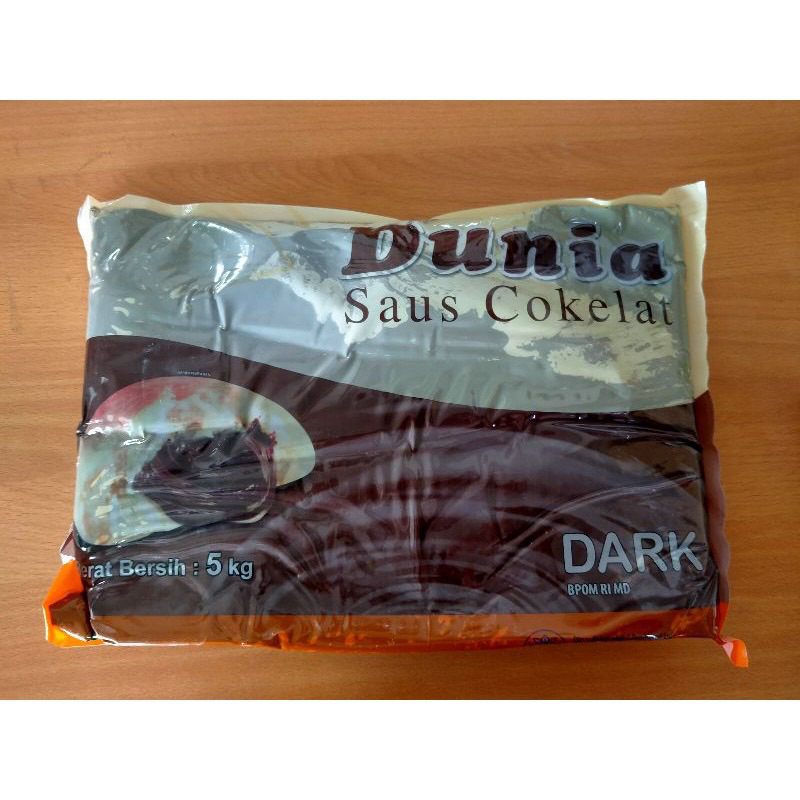 Dunia
Saus Cokelat
erat Bersih : 5 kg
DARK
BPOM RI MD